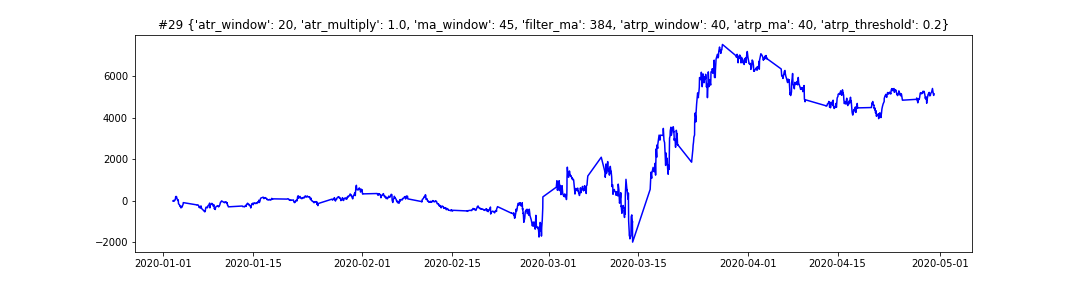 #29 {'atr_window': 20, 'atr_multiply': 1.0, 'ma_window': 45, 'filter_ma': 384, 'atrp_window': 40, 'atrp_ma': 40, 'atrp_threshold': 0.2}
6000
4000
2000
0
−2000
2020-01-01 2020-01-15 2020-02-01 2020-02-15 2020-03-01 2020-03-15 2020-04-01 2020-04-15 2020-05-01